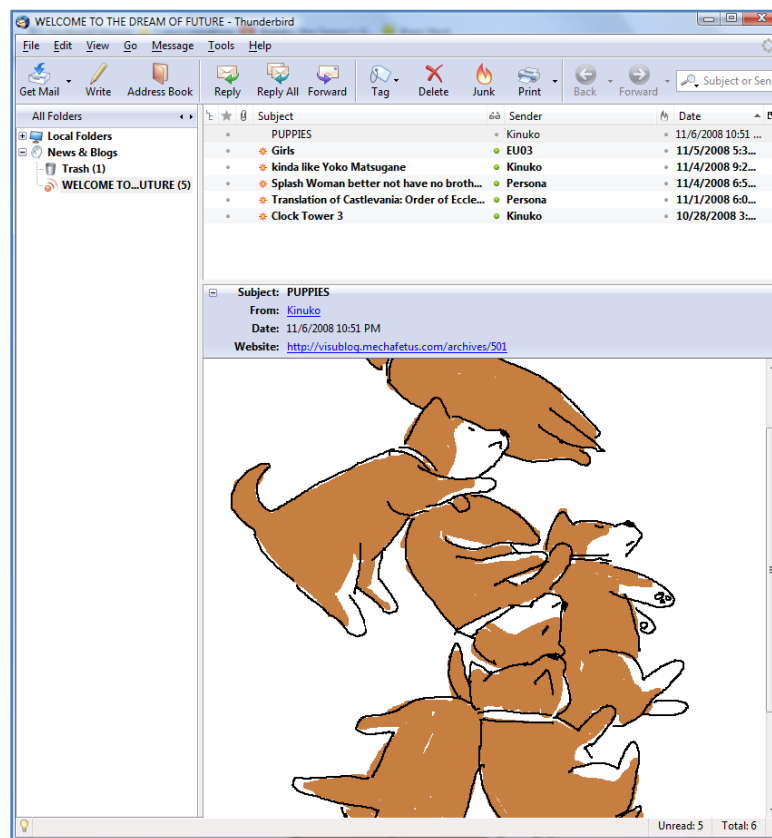 WELCOME TO THE DREAM OF FUTURE - Thunderbird
File Edit View Go Message Tools Help
Get Mail Write Address Book Reply Reply All Forward Tag Delete Junk Print Back Forward Subject or Sen
All Folders
Subject Sender Date
Local Folders
News & Blogs
Trash (1)
WELCOME TO...UTURE (5)
PUPPIES Kinuko 11/6/2008 10:51 ...
Girls EU03 11/5/2008 5:3...
kinda like Yoko Matsugane Kinuko 11/4/2008 9:2...
Splash Woman better not have no broth... Persona 11/4/2008 6:5...
Translation of Castlevania: Order of Eccle... Persona 11/1/2008 6:0...
Clock Tower 3 Kinuko 10/28/2008 3:...
Subject: PUPPIES
From: Kinuko
Date: 11/6/2008 10:51 PM
Website: http://visublog.mechafetus.com/archives/501
Unread: 5 Total: 6